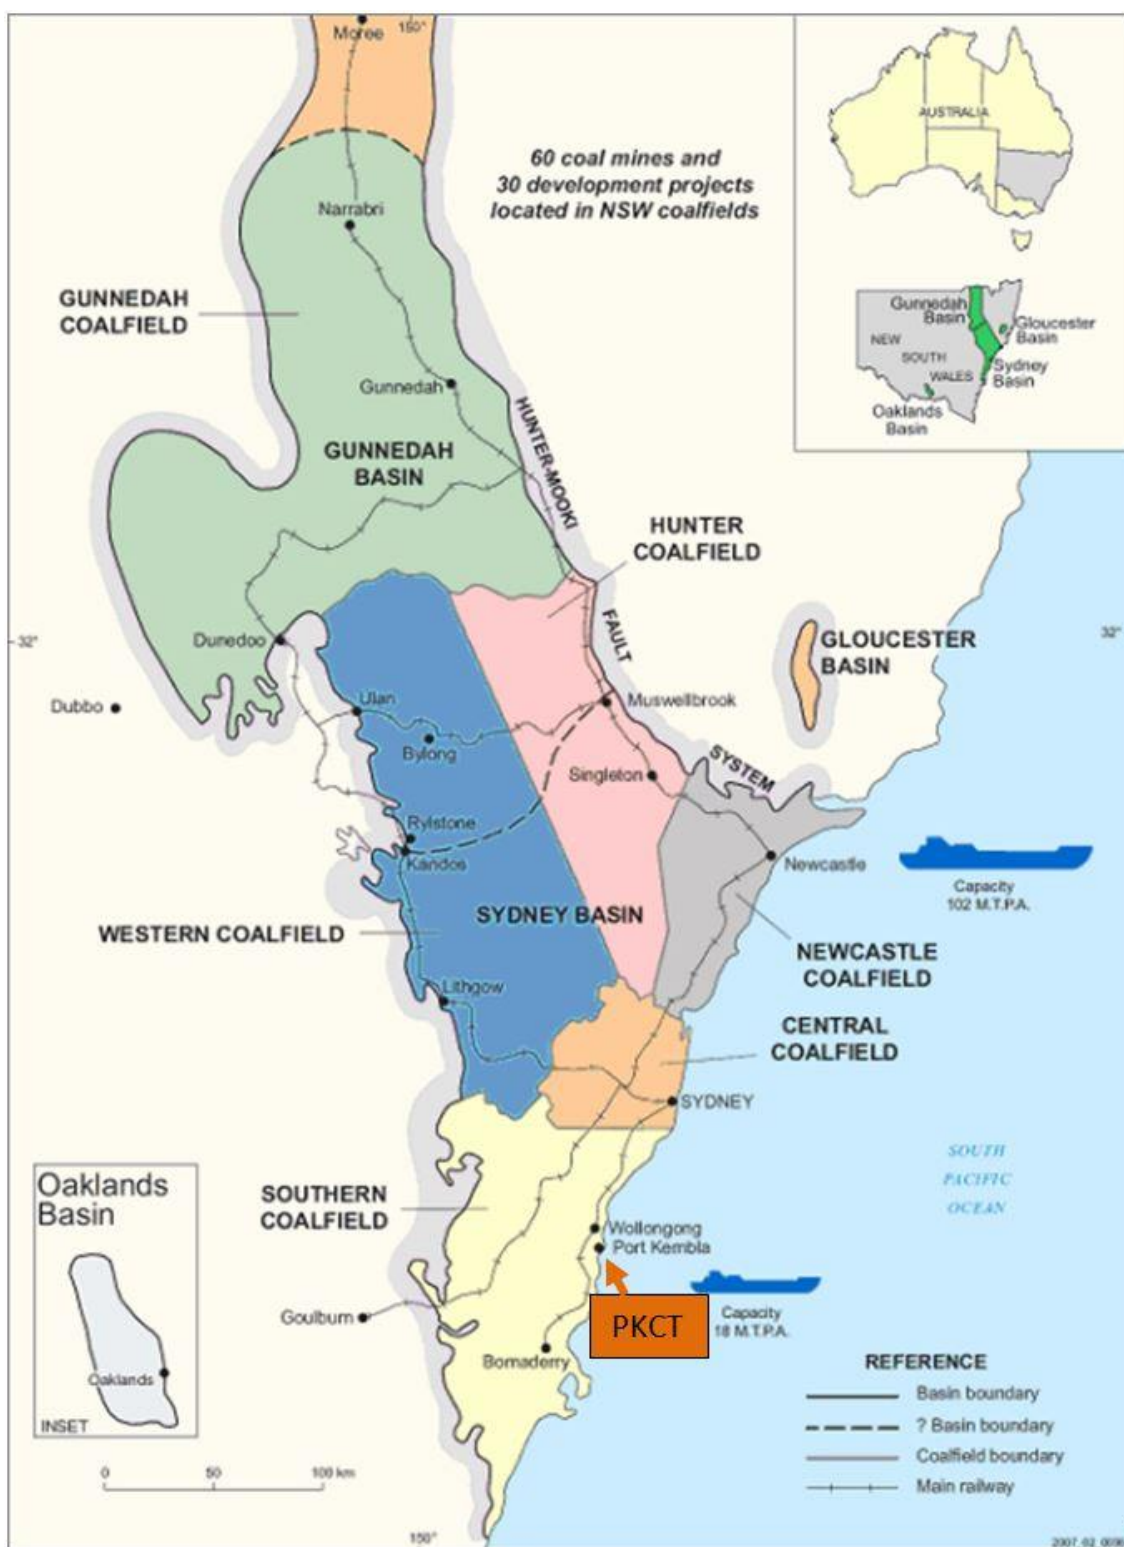 Moree
150°
60 coal mines and
30 development projects
located in NSW coalfields
AUSTRALIA
Narrabri
GUNNEDAH
COALFIELD
Gunnedah
Basin
Gloucester
Basin
NEW
SOUTH
WALES
Sydney
Basin
Oaklands
Basin
Gunnedah
HUNTER-MOOKI
GUNNEDAH
BASIN
HUNTER
COALFIELD
FAULT
32°
32°
Dunedoo
GLOUCESTER
BASIN
Dubbo
Ulan
Muswellbrook
Bylong
SYSTEM
Singleton
Rylstone
Kandos
Newcastle
Capacity
102 M.T.P.A.
SYDNEY BASIN
WESTERN COALFIELD
NEWCASTLE
COALFIELD
Lithgow
CENTRAL
COALFIELD
SYDNEY
SOUTH
PACIFIC
OCEAN
Oaklands
Basin
SOUTHERN
COALFIELD
Wollongong
Port Kembla
Goulburn
PKCT
Capacity
18 M.T.P.A.
Bomaderry
Oaklands
INSET
REFERENCE
Basin boundary
? Basin boundary
Coalfield boundary
Main railway
0 50 100 km
150°